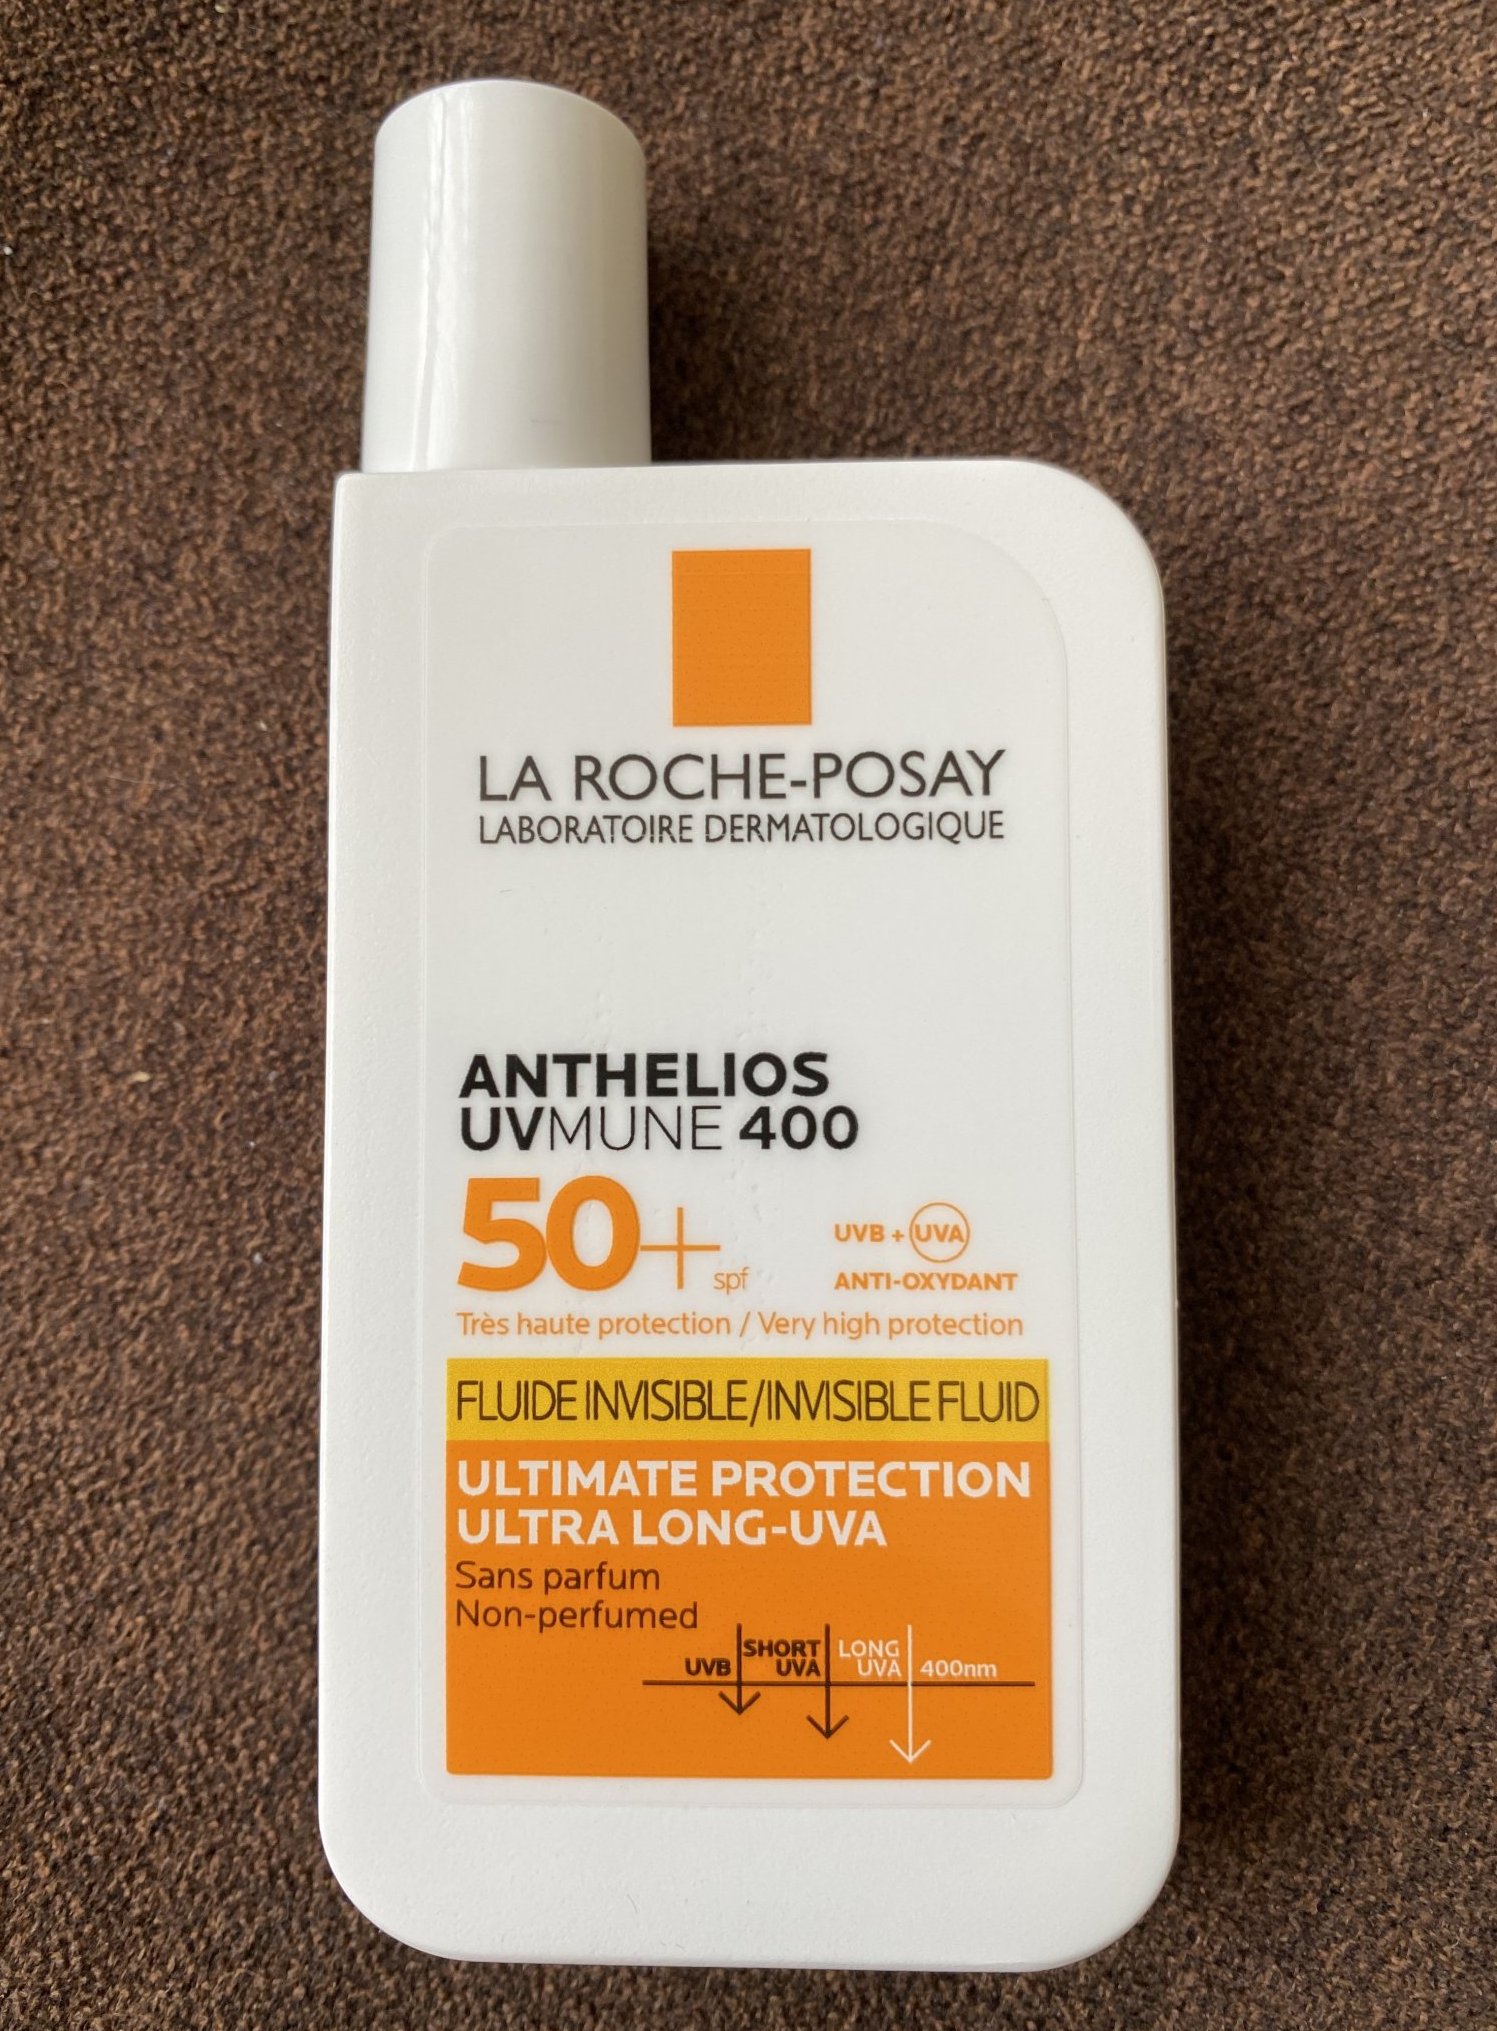 LA ROCHE-POSAY
LABORATOIRE DERMATOLOGIQUE
ANTHELIOS
UVMUNE 400
50+ spf
UVB + UVA
ANTI-OXYDANT
Très haute protection / Very high protection
FLUIDE INVISIBLE/INVISIBLE FLUID
ULTIMATE PROTECTION
ULTRA LONG-UVA
Sans parfum
Non-perfumed
UVB
SHORT
UVA
LONG
UVA
400nm